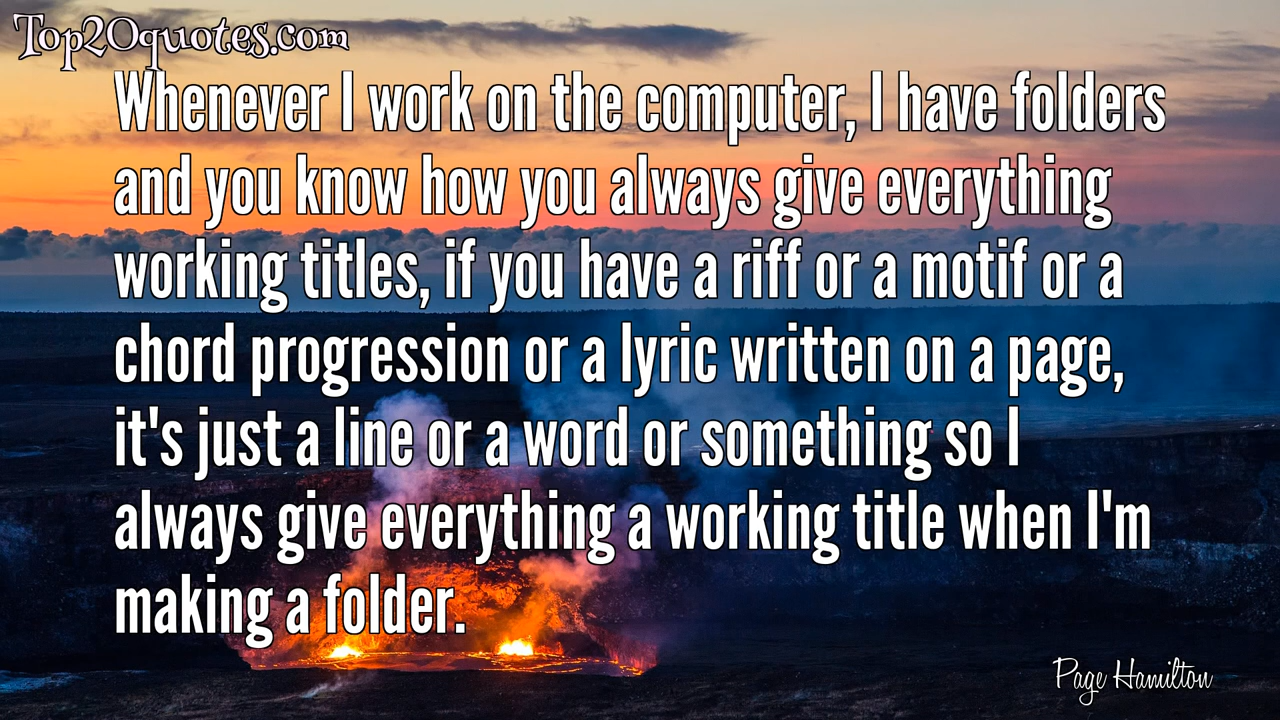 Top20quotes.com
Whenever I work on the computer, I have folders
and you know how you always give everything
working titles, if you have a riff or a motif or a
chord progression or a lyric written on a page,
it's just a line or a word or something so I
always give everything a working title when I'm
making a folder.
Page Hamilton